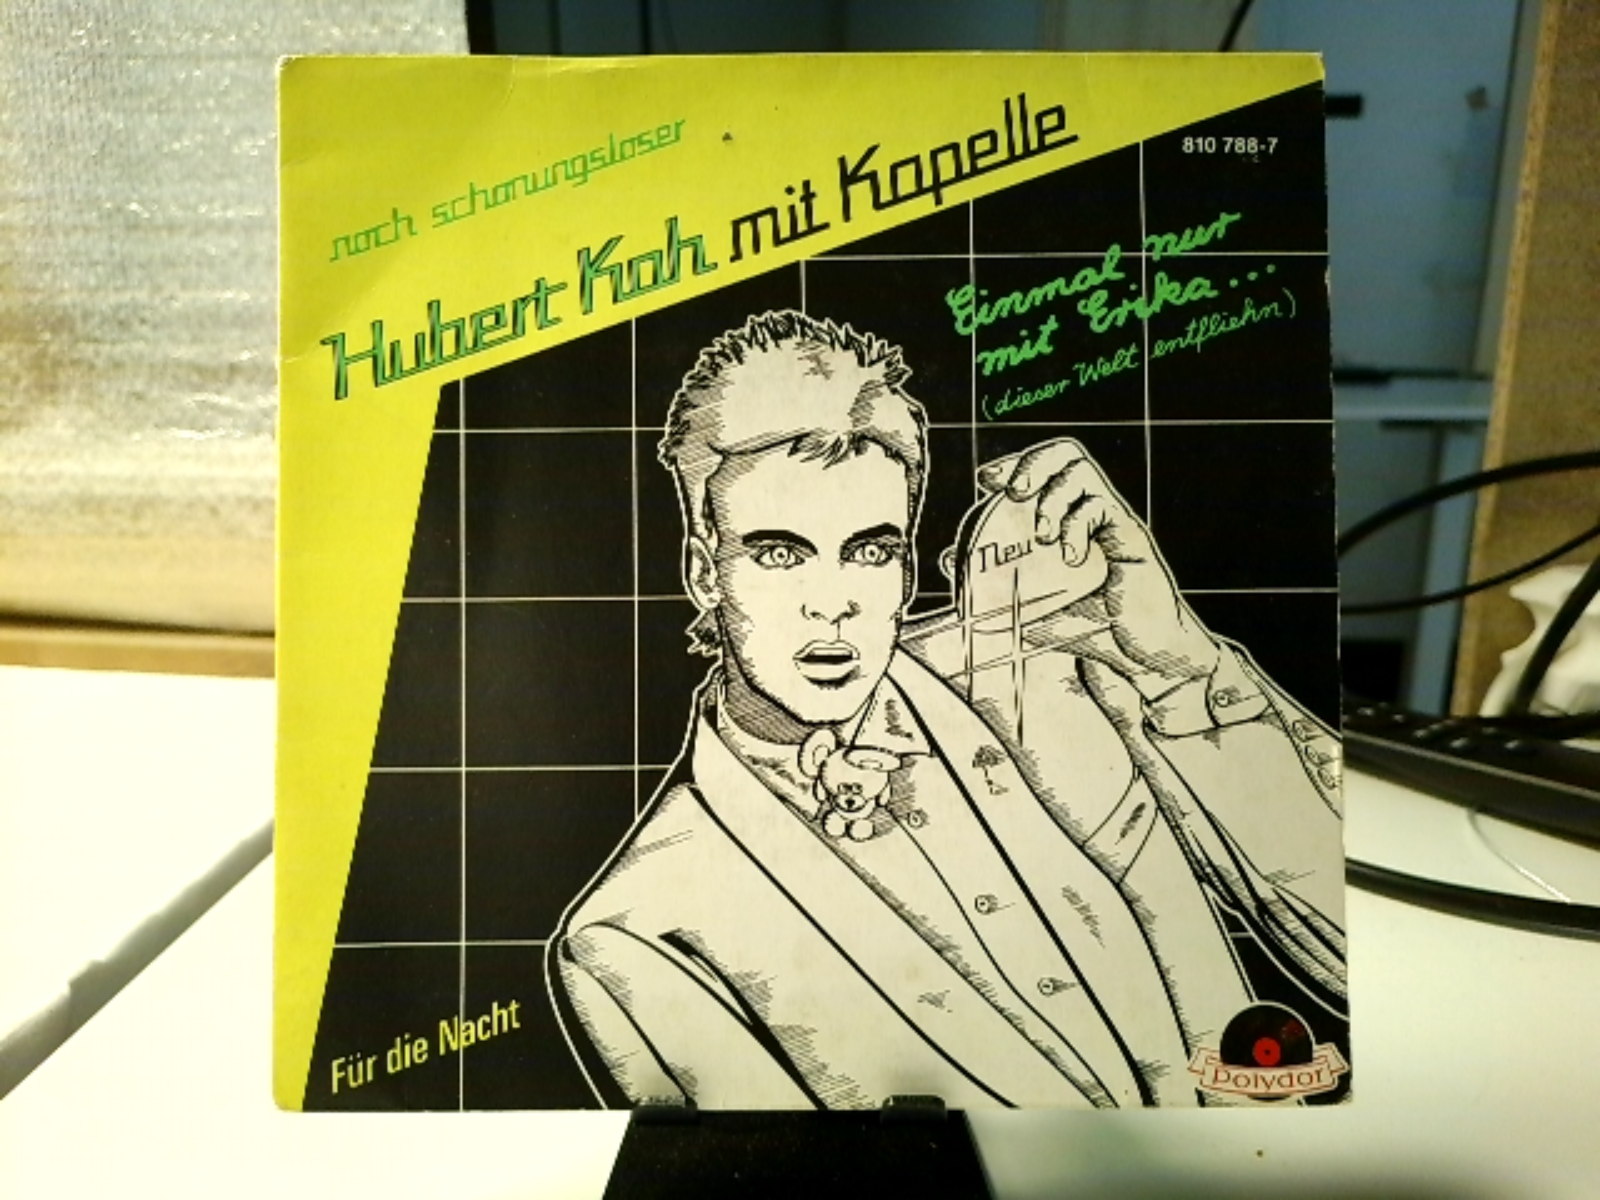 noch schonungsloser
Hubert Kah mit Kapelle
810 788-7
Einmal nur
mit Erika...
(dieser Welt entfliehn)
Neu
Für die Nacht
polydor